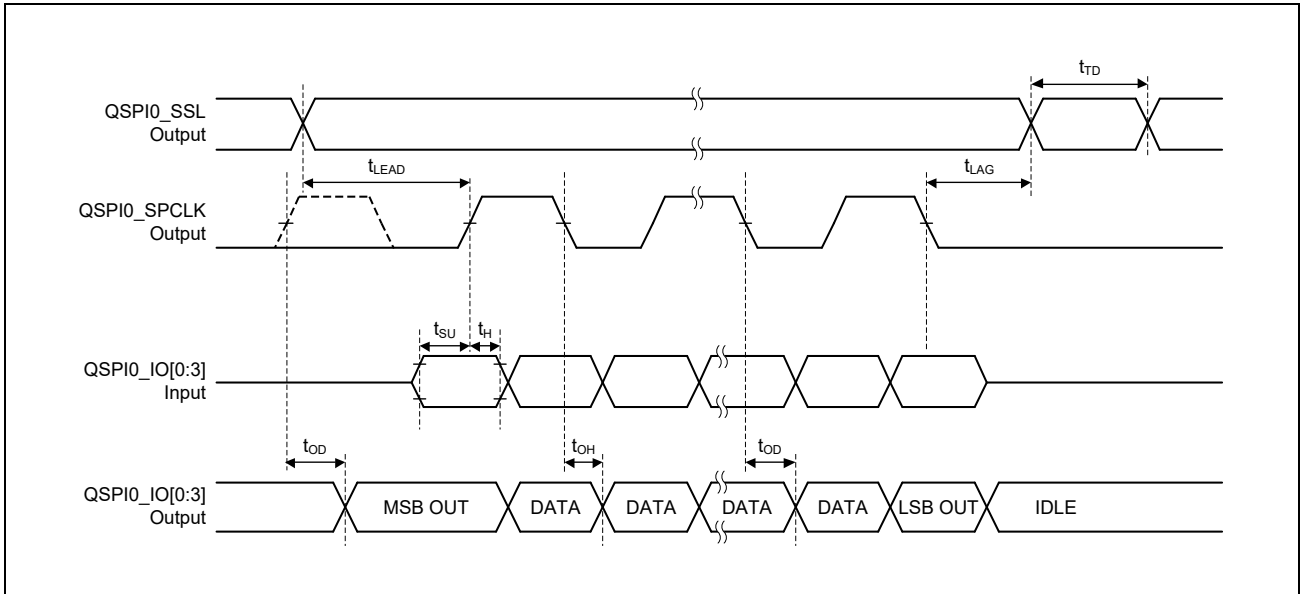 tTD
QSPI0_SSL
Output
tLEAD
tLAG
QSPI0_SPCLK
Output
tSU
tH
QSPI0_IO[0:3]
Input
tOD
tOH
tOD
QSPI0_IO[0:3]
Output
MSB OUT
DATA
DATA
DATA
DATA
LSB OUT
IDLE